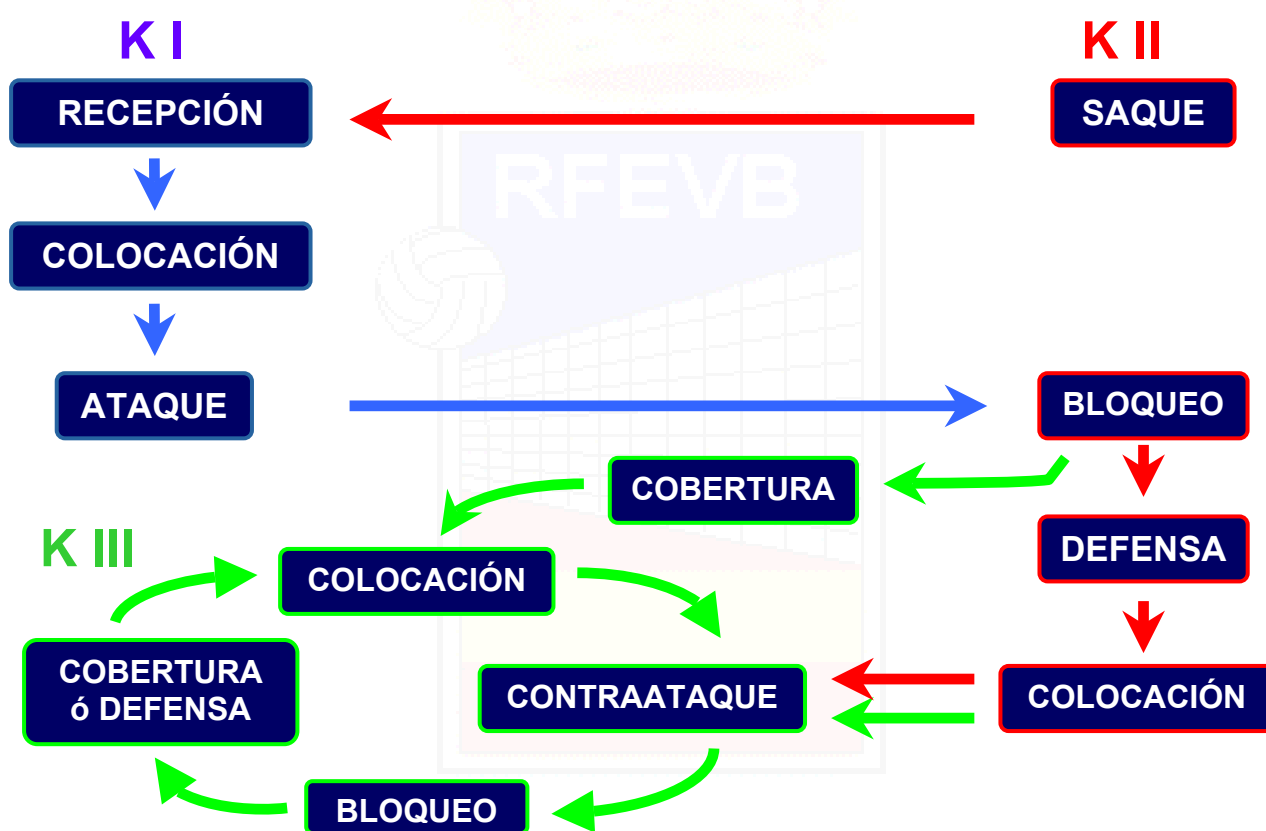 K I
K II
RECEPCIÓN
SAQUE
RFEVB
COLOCACIÓN
ATAQUE
BLOQUEO
COBERTURA
K III
DEFENSA
COLOCACIÓN
COBERTURA
ó DEFENSA
CONTRAATAQUE
COLOCACIÓN
BLOQUEO